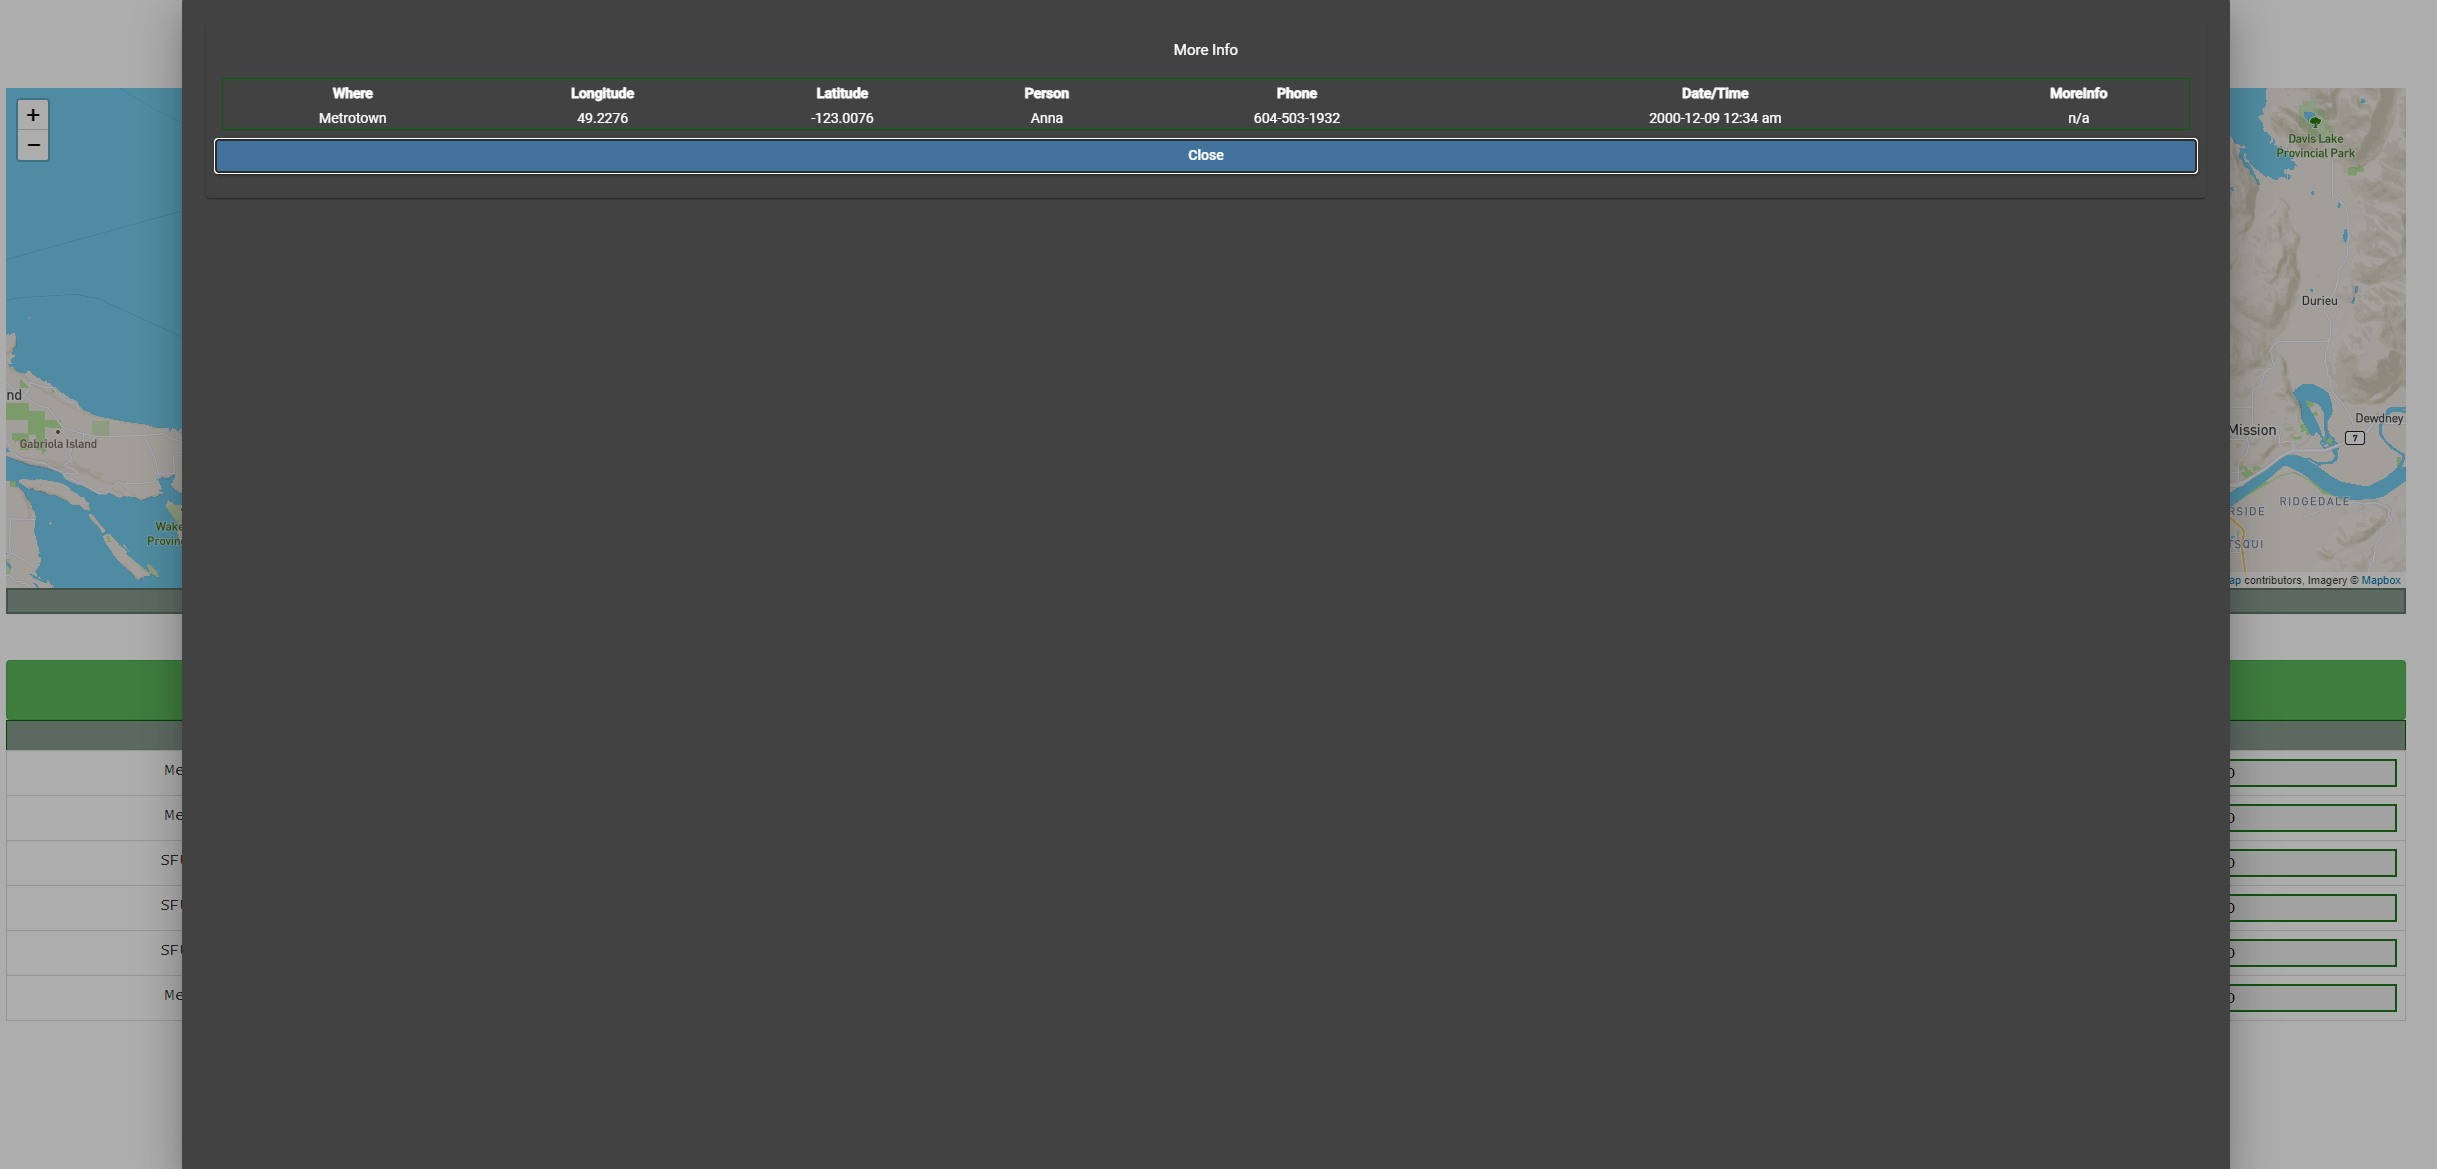 More Info
Where Longitude Latitude Person Phone Date/Time MoreInfo
Metrotown 49.2276 -123.0076 Anna 604-503-1932 2000-12-09 12:34 am n/a
Close
+
−
nd
Gabriola Island
Wake
Provin
Davis Lake
Provincial Park
Durieu
Dewdney
Mission
7
RIDGEDALE
RSIDE
TSQUI
ap contributors, Imagery © Mapbox
Me
Me
SF
SF
SF
Me